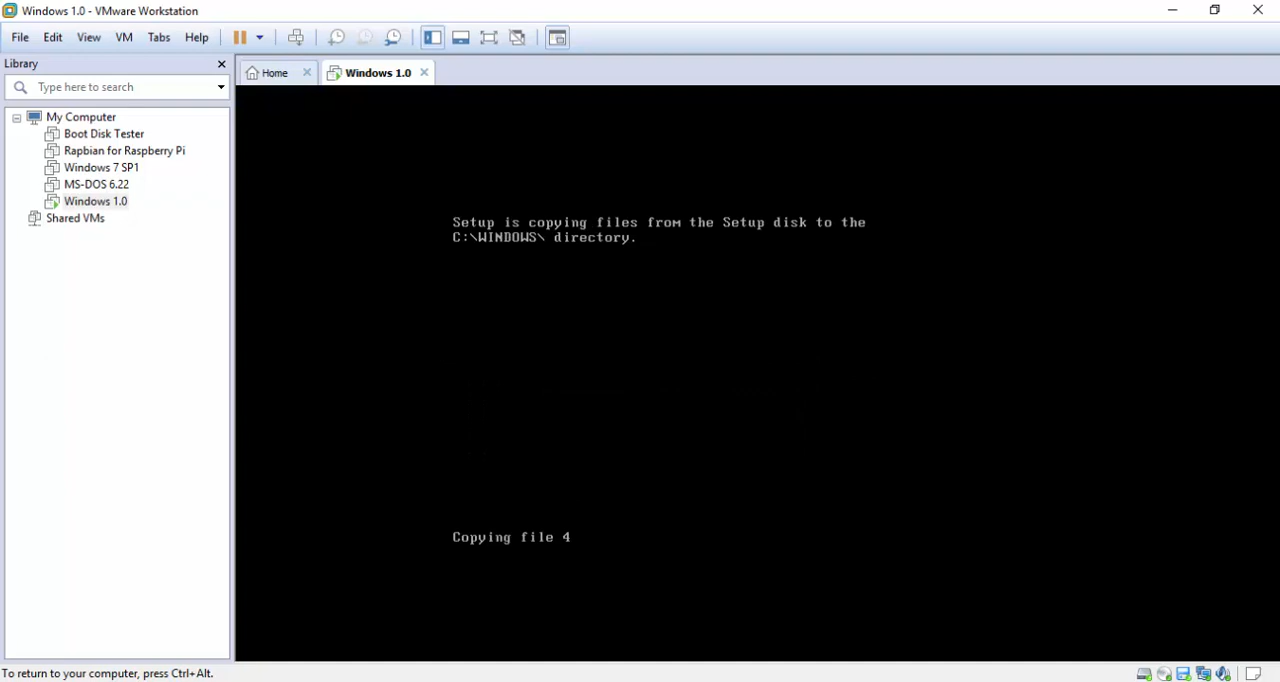 Windows 1.0 - VMware Workstation
File Edit View VM Tabs Help
Library
Type here to search
My Computer
Boot Disk Tester
Rapbian for Raspberry Pi
Windows 7 SP1
MS-DOS 6.22
Windows 1.0
Shared VMs
Home
Windows 1.0
Setup is copying files from the Setup disk to the
C:\WINDOWS\ directory.
Copying file 4
To return to your computer, press Ctrl+Alt.